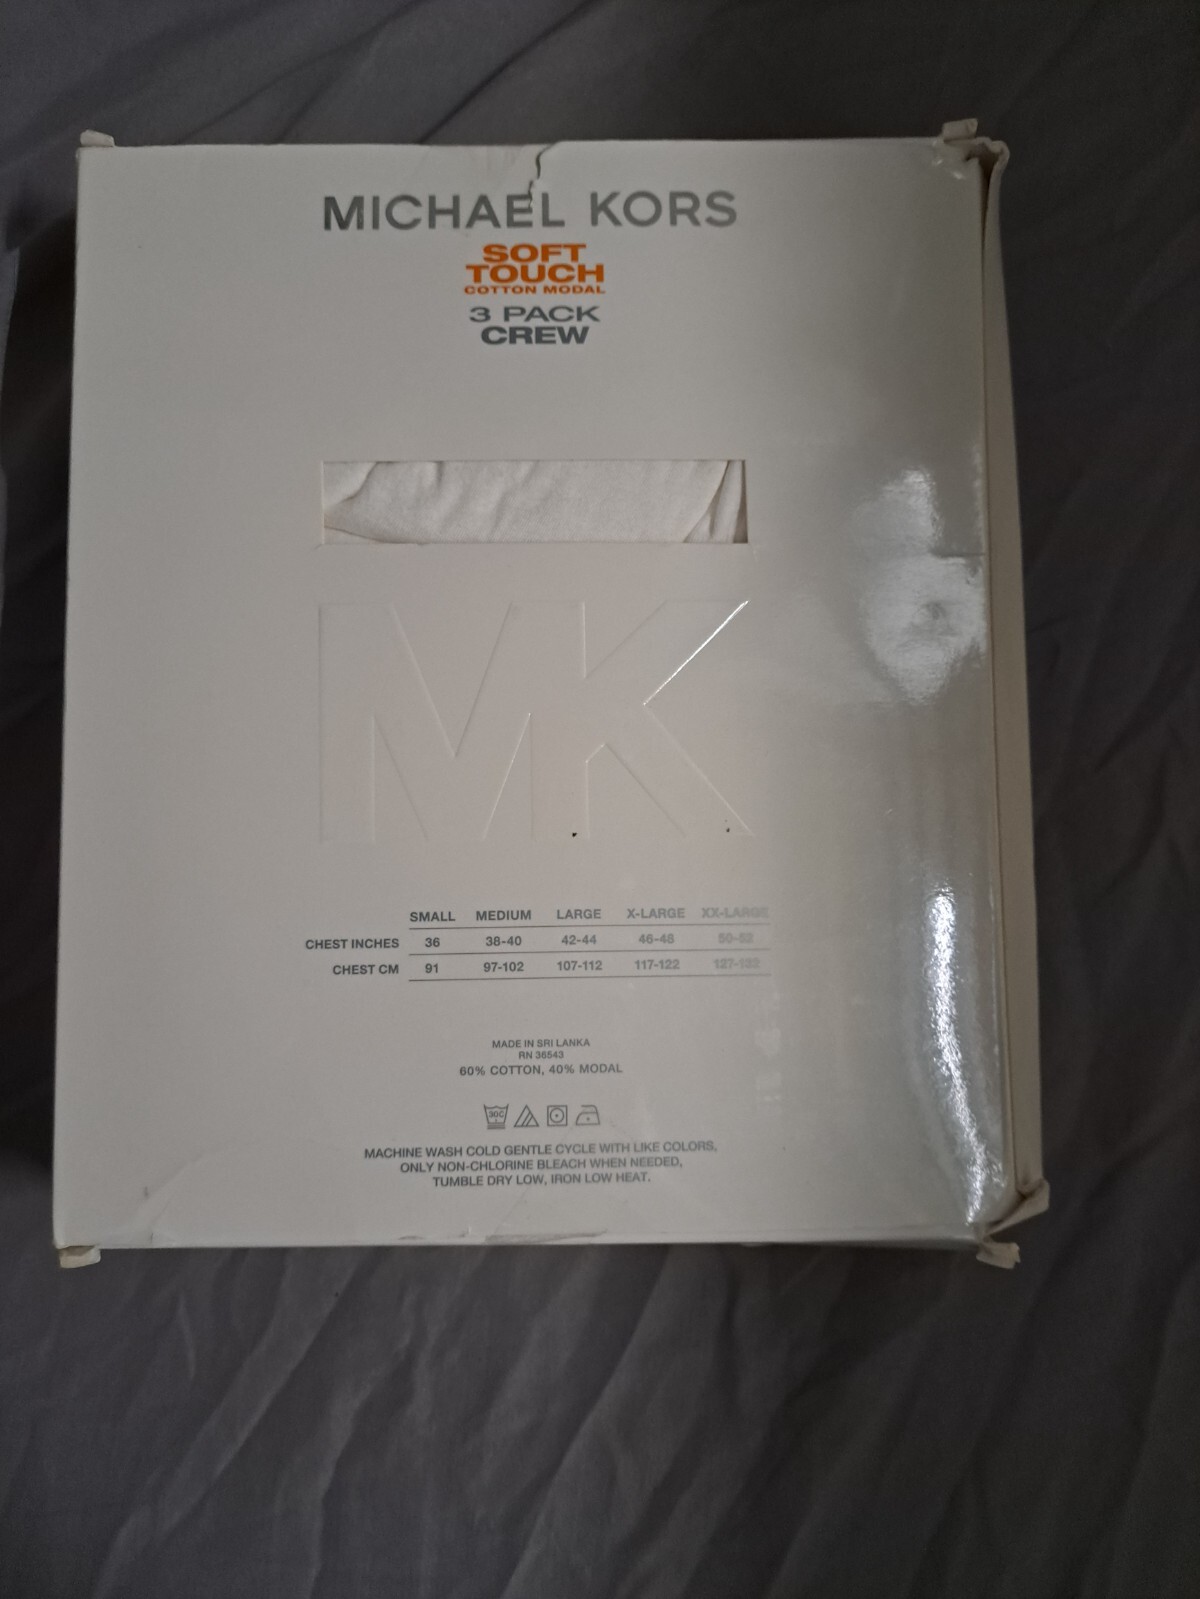 MICHAEL KORS
SOFT
TOUCH
COTTON MODAL
3 PACK
CREW
MK
SMALL MEDIUM LARGE X-LARGE XX-LARGE
CHEST INCHES 36 38-40 42-44 46-48 50-52
CHEST CM 91 97-102 107-112 117-122 127-132
MADE IN SRI LANKA
RN 36543
60% COTTON, 40% MODAL
30C
MACHINE WASH COLD GENTLE CYCLE WITH LIKE COLORS,
ONLY NON-CHLORINE BLEACH WHEN NEEDED,
TUMBLE DRY LOW, IRON LOW HEAT.